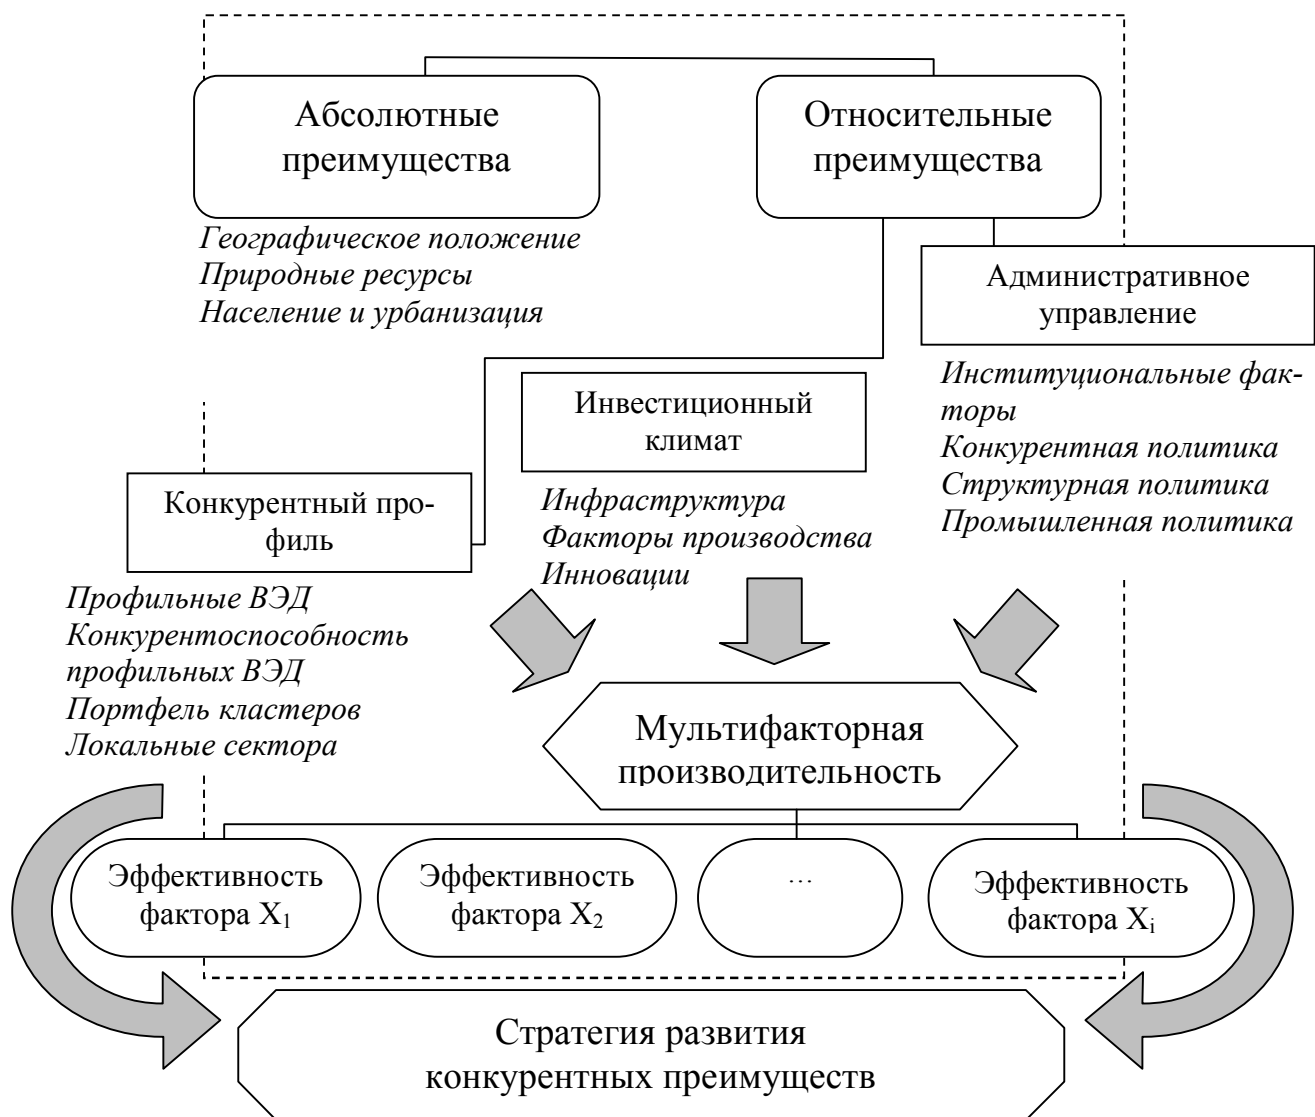 Абсолютные
преимущества
Относительные
преимущества
Географическое положение
Природные ресурсы
Население и урбанизация
Административное
управление
Институциональные фак-
торы
Конкурентная политика
Структурная политика
Промышленная политика
Инвестиционный
климат
Инфраструктура
Факторы производства
Инновации
Конкурентный про-
филь
Профильные ВЭД
Конкурентоспособность
профильных ВЭД
Портфель кластеров
Локальные сектора
Мультифакторная
производительность
Эффективность
фактора X₁
Эффективность
фактора X₂
...
Эффективность
фактора Xᵢ
Стратегия развития
конкурентных преимуществ